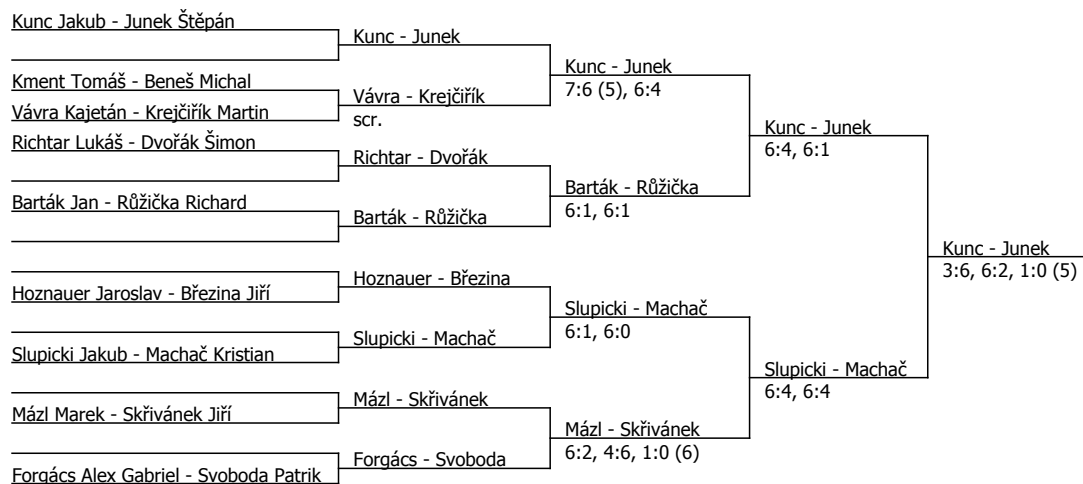 Kunc Jakub - Junek Štěpán
Kment Tomáš - Beneš Michal
Vávra Kajetán - Krejčiřík Martin
Richtar Lukáš - Dvořák Šimon
Barták Jan - Růžička Richard
Hoznauer Jaroslav - Březina Jiří
Slupicki Jakub - Machač Kristian
Mázl Marek - Skřivánek Jiří
Forgács Alex Gabriel - Svoboda Patrik
Kunc - Junek
Vávra - Krejčiřík
scr.
Richtar - Dvořák
Barták - Růžička
Hoznauer - Březina
Slupicki - Machač
Mázl - Skřivánek
Forgács - Svoboda
Kunc - Junek
7:6 (5), 6:4
Barták - Růžička
6:1, 6:1
Slupicki - Machač
6:1, 6:0
Mázl - Skřivánek
6:2, 4:6, 1:0 (6)
Kunc - Junek
6:4, 6:1
Slupicki - Machač
6:4, 6:4
Kunc - Junek
3:6, 6:2, 1:0 (5)